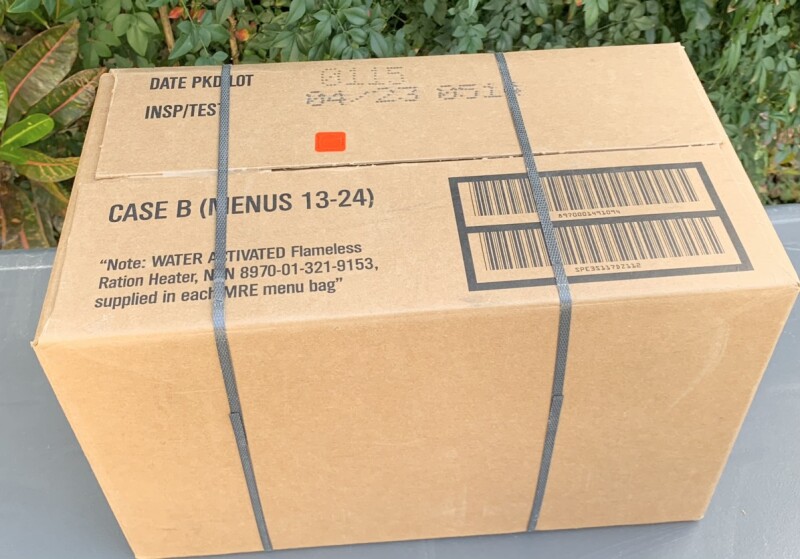 DATE PKD/LOT 0115
INSP/TEST 04/23
CASE B (MENUS 13-24)
8970001491094
“Note: WATER ACTIVATED Flameless
Ration Heater, NSN 8970-01-321-9153,
supplied in each MRE menu bag”